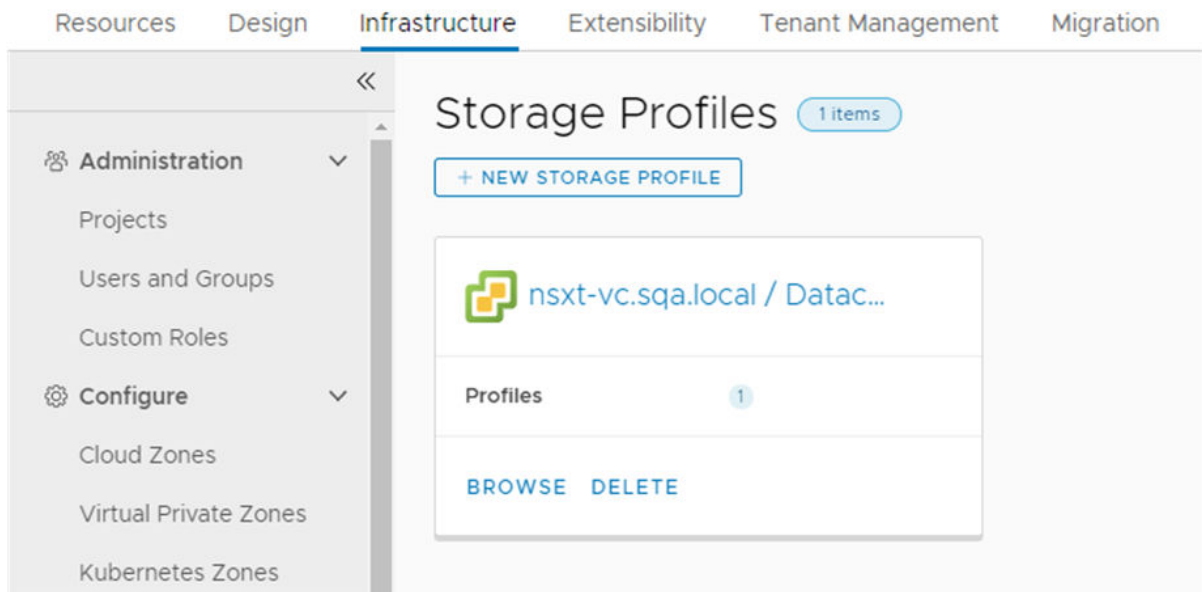 Resources Design Infrastructure Extensibility Tenant Management Migration
«
Administration
Projects
Users and Groups
Custom Roles
Configure
Cloud Zones
Virtual Private Zones
Kubernetes Zones
Storage Profiles 1 items
+ NEW STORAGE PROFILE
nsxt-vc.sqa.local / Datac...
Profiles 1
BROWSE DELETE